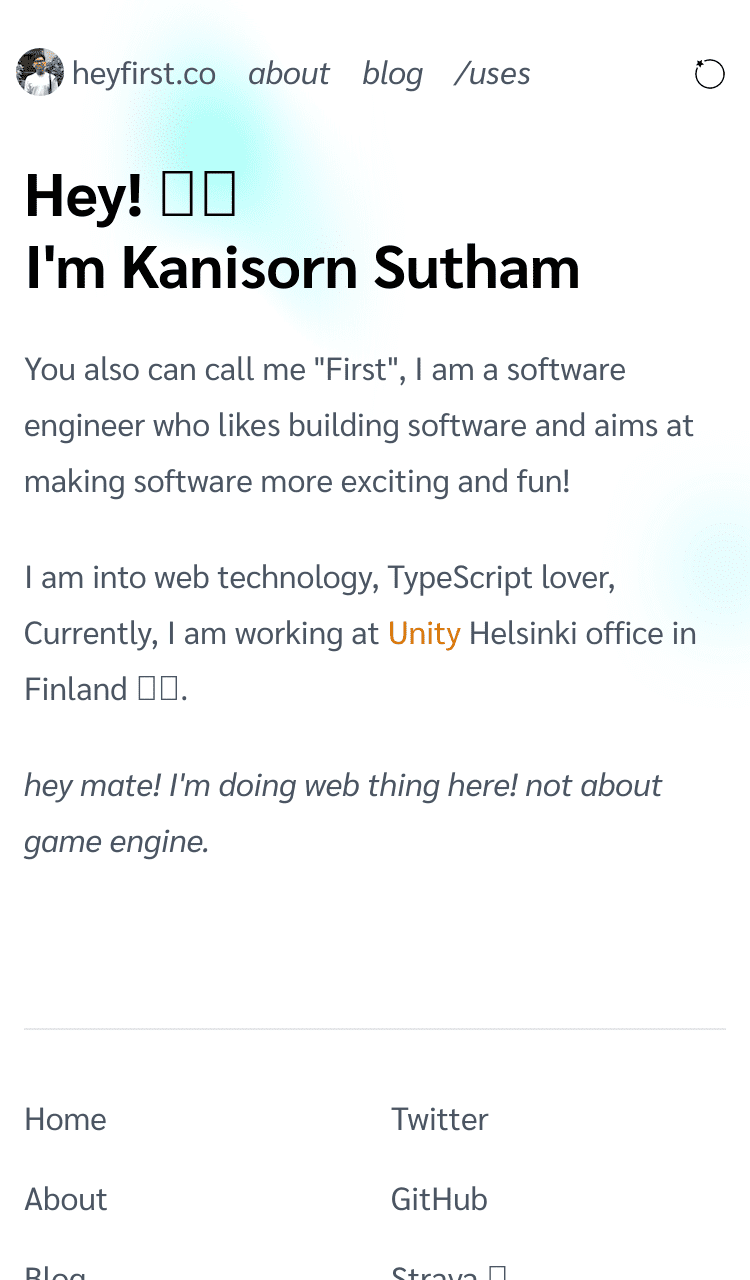 heyfirst.co about blog /uses
Hey! 
I'm Kanisorn Sutham
You also can call me "First", I am a software
engineer who likes building software and aims at
making software more exciting and fun!
I am into web technology, TypeScript lover,
Currently, I am working at Unity Helsinki office in
Finland .
hey mate! I'm doing web thing here! not about
game engine.
Home
Twitter
About
GitHub
Blog
Strava